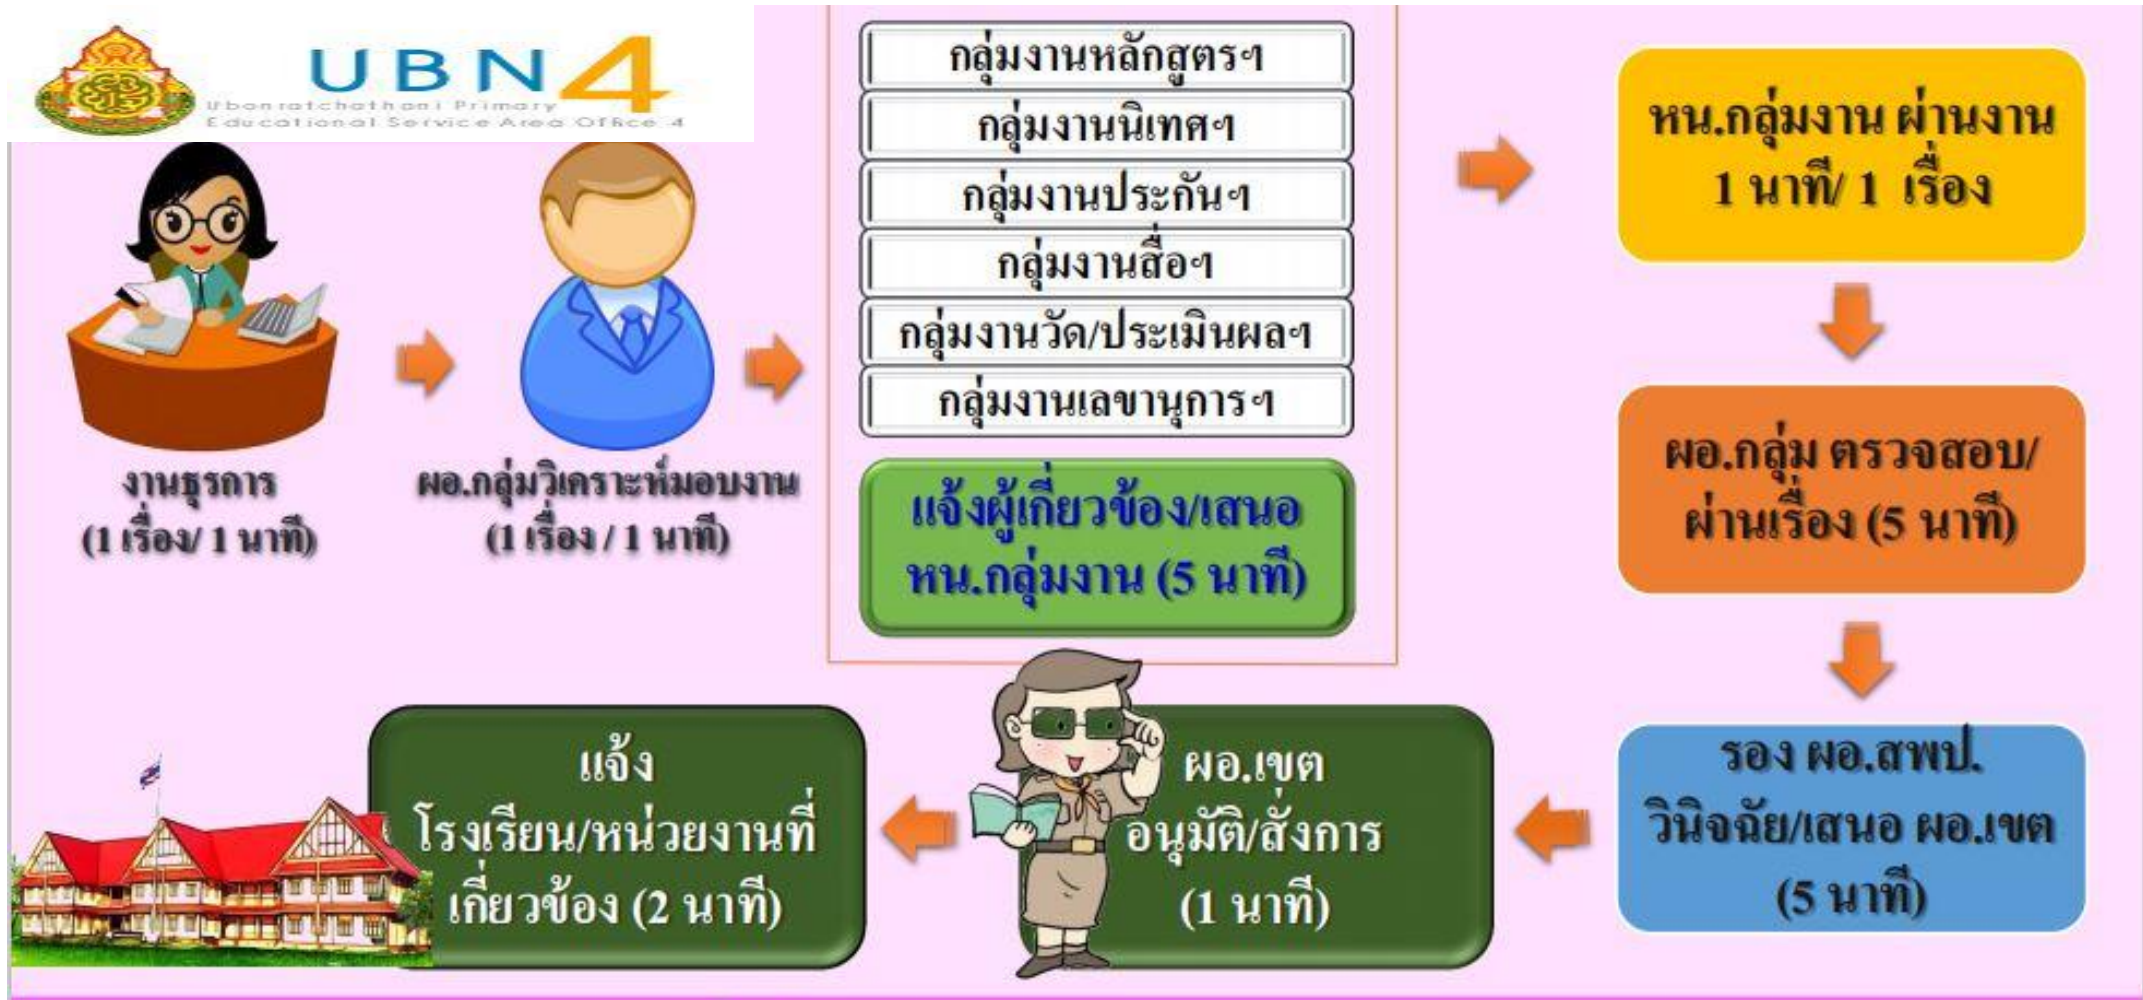 UBN4
Ubonratchathani Primary
Educational Service Area Office 4
งานธุรการ
(1 เรื่อง/ 1 นาที)
ผอ.กลุ่มวิเคราะห์มอบงาน
(1 เรื่อง / 1 นาที)
กลุ่มงานหลักสูตรฯ
กลุ่มงานนิเทศฯ
กลุ่มงานประกันฯ
กลุ่มงานสื่อฯ
กลุ่มงานวัด/ประเมินผลฯ
กลุ่มงานเลขานุการฯ
แจ้งผู้เกี่ยวข้อง/เสนอ
หน.กลุ่มงาน (5 นาที)
หน.กลุ่มงาน ผ่านงาน
1 นาที/ 1 เรื่อง
ผอ.กลุ่ม ตรวจสอบ/
ผ่านเรื่อง (5 นาที)
รอง ผอ.สพป.
วินิจฉัย/เสนอ ผอ.เขต
(5 นาที)
ผอ.เขต
อนุมัติ/สั่งการ
(1 นาที)
แจ้ง
โรงเรียน/หน่วยงานที่
เกี่ยวข้อง (2 นาที)